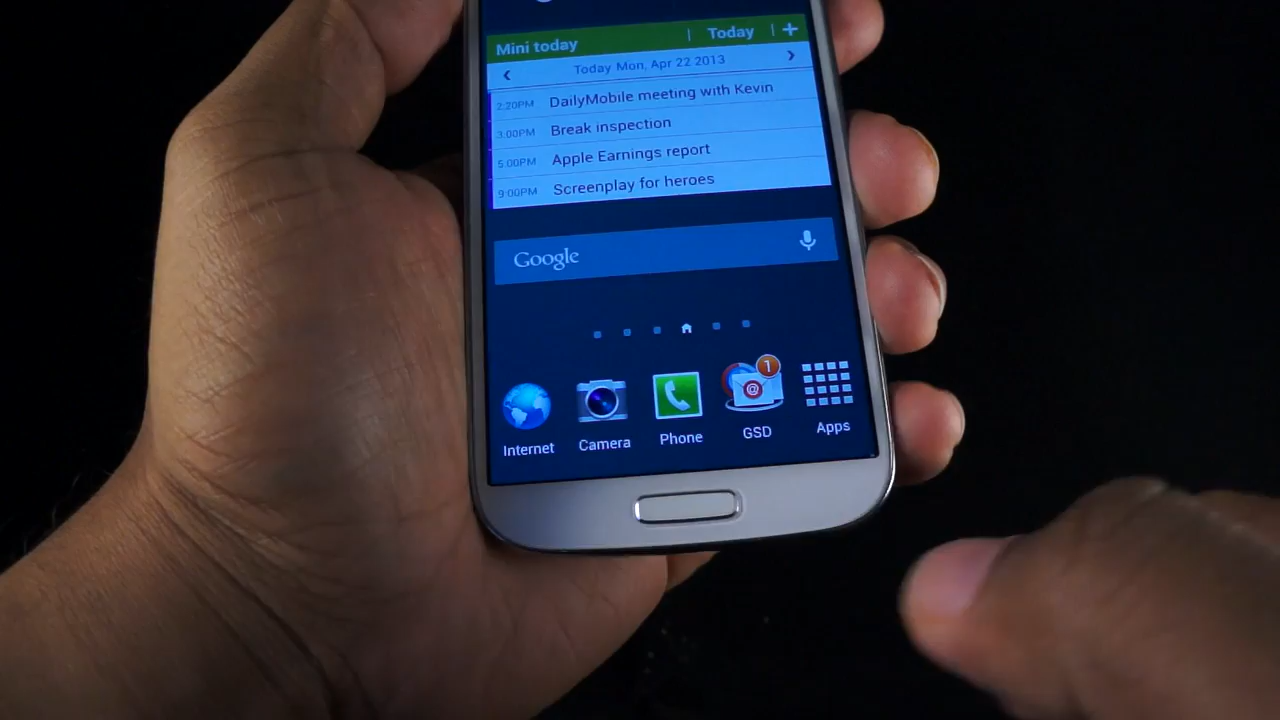 Mini today | Today | +
Today Mon, Apr 22 2013
2:20PM DailyMobile meeting with Kevin
3:00PM Break inspection
5:00PM Apple Earnings report
9:00PM Screenplay for heroes
Google
1
@
Internet Camera Phone GSD Apps